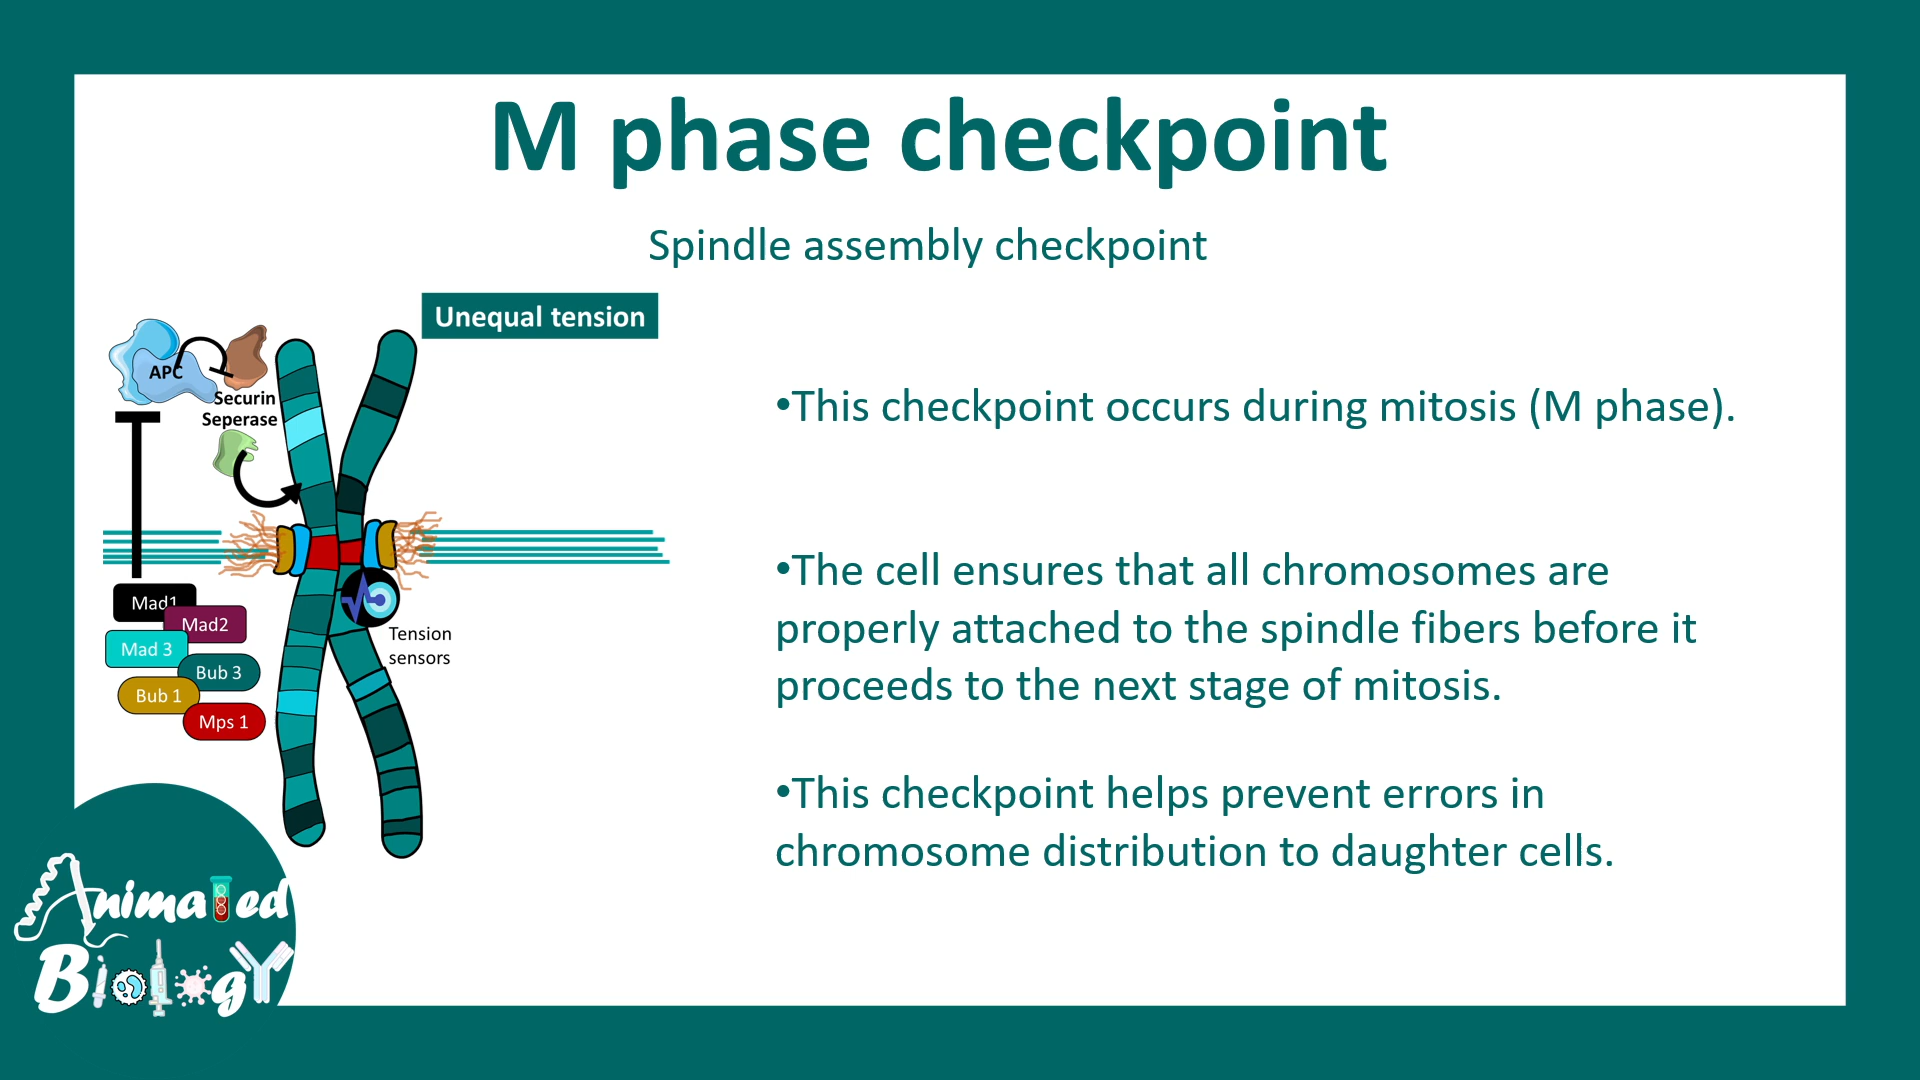 M phase checkpoint
Spindle assembly checkpoint
Unequal tension
APC
Securin
Seperase
Mad1
Mad2
Mad 3
Bub 3
Bub 1
Mps 1
Tension
sensors
•This checkpoint occurs during mitosis (M phase).
•The cell ensures that all chromosomes are
properly attached to the spindle fibers before it
proceeds to the next stage of mitosis.
•This checkpoint helps prevent errors in
chromosome distribution to daughter cells.
Animated
Biology